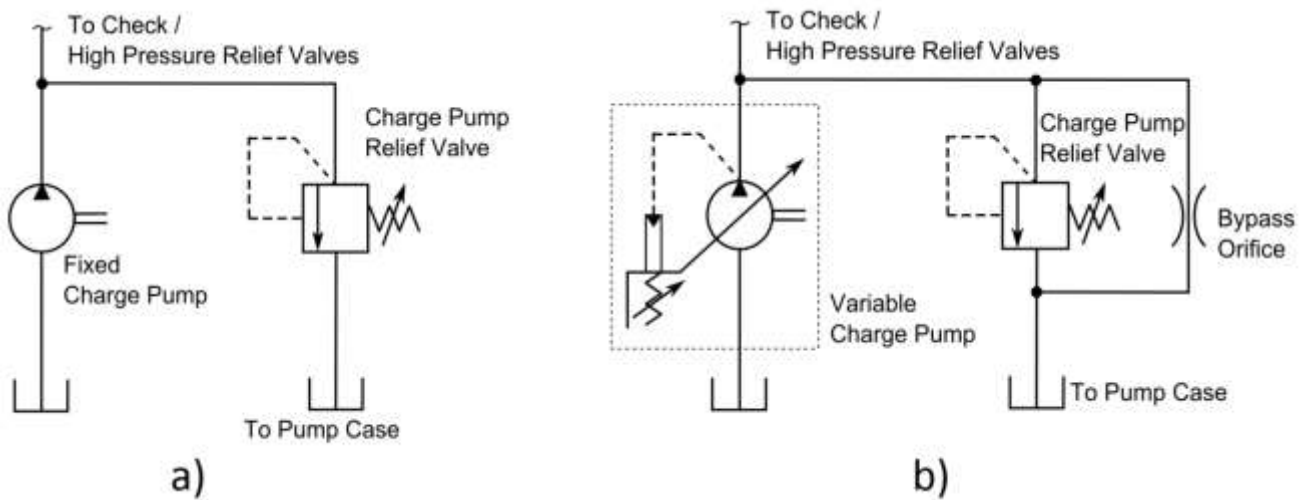 To Check /
High Pressure Relief Valves
Charge Pump
Relief Valve
Fixed
Charge Pump
To Pump Case
a)
To Check /
High Pressure Relief Valves
Charge Pump
Relief Valve
Bypass
Orifice
Variable
Charge Pump
To Pump Case
b)